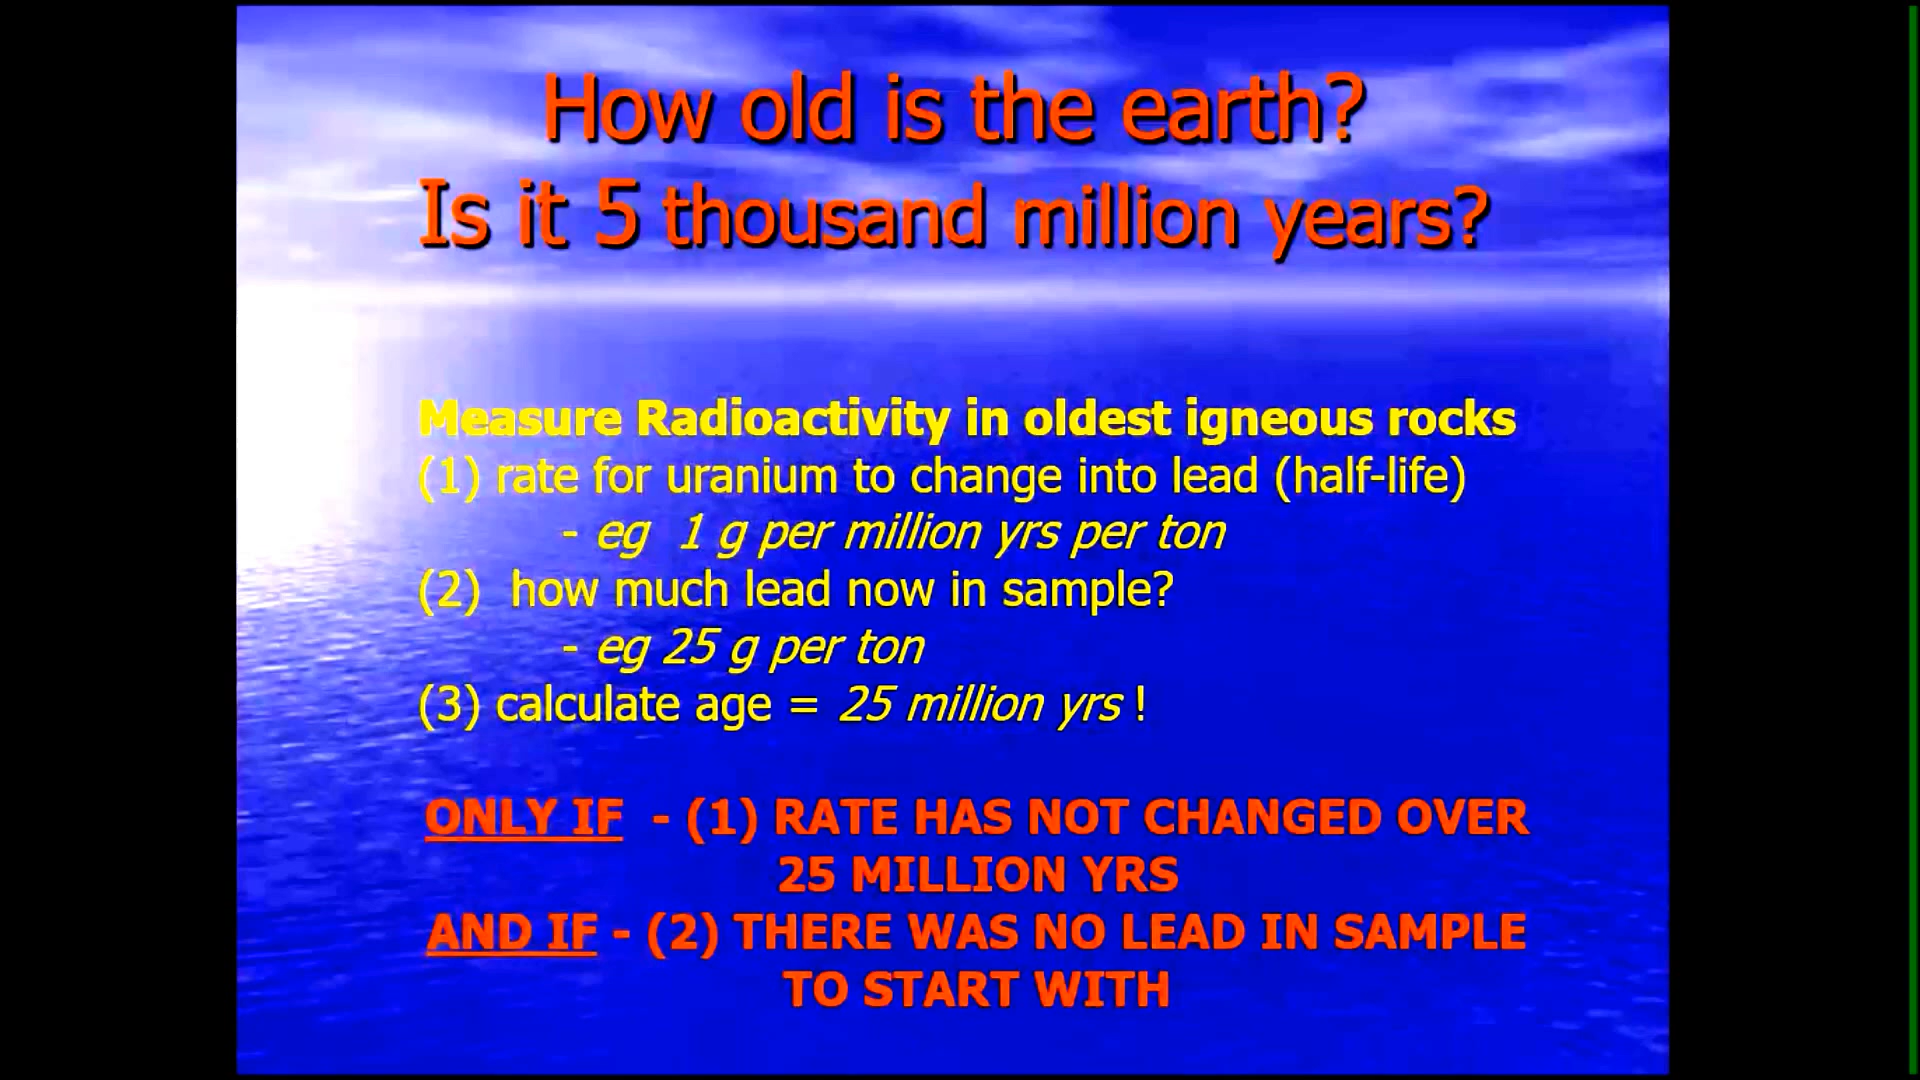 How old is the earth?
Is it 5 thousand million years?
Measure Radioactivity in oldest igneous rocks
(1) rate for uranium to change into lead (half-life)
- eg 1 g per million yrs per ton
(2) how much lead now in sample?
- eg 25 g per ton
(3) calculate age = 25 million yrs !
ONLY IF - (1) RATE HAS NOT CHANGED OVER
25 MILLION YRS
AND IF - (2) THERE WAS NO LEAD IN SAMPLE
TO START WITH